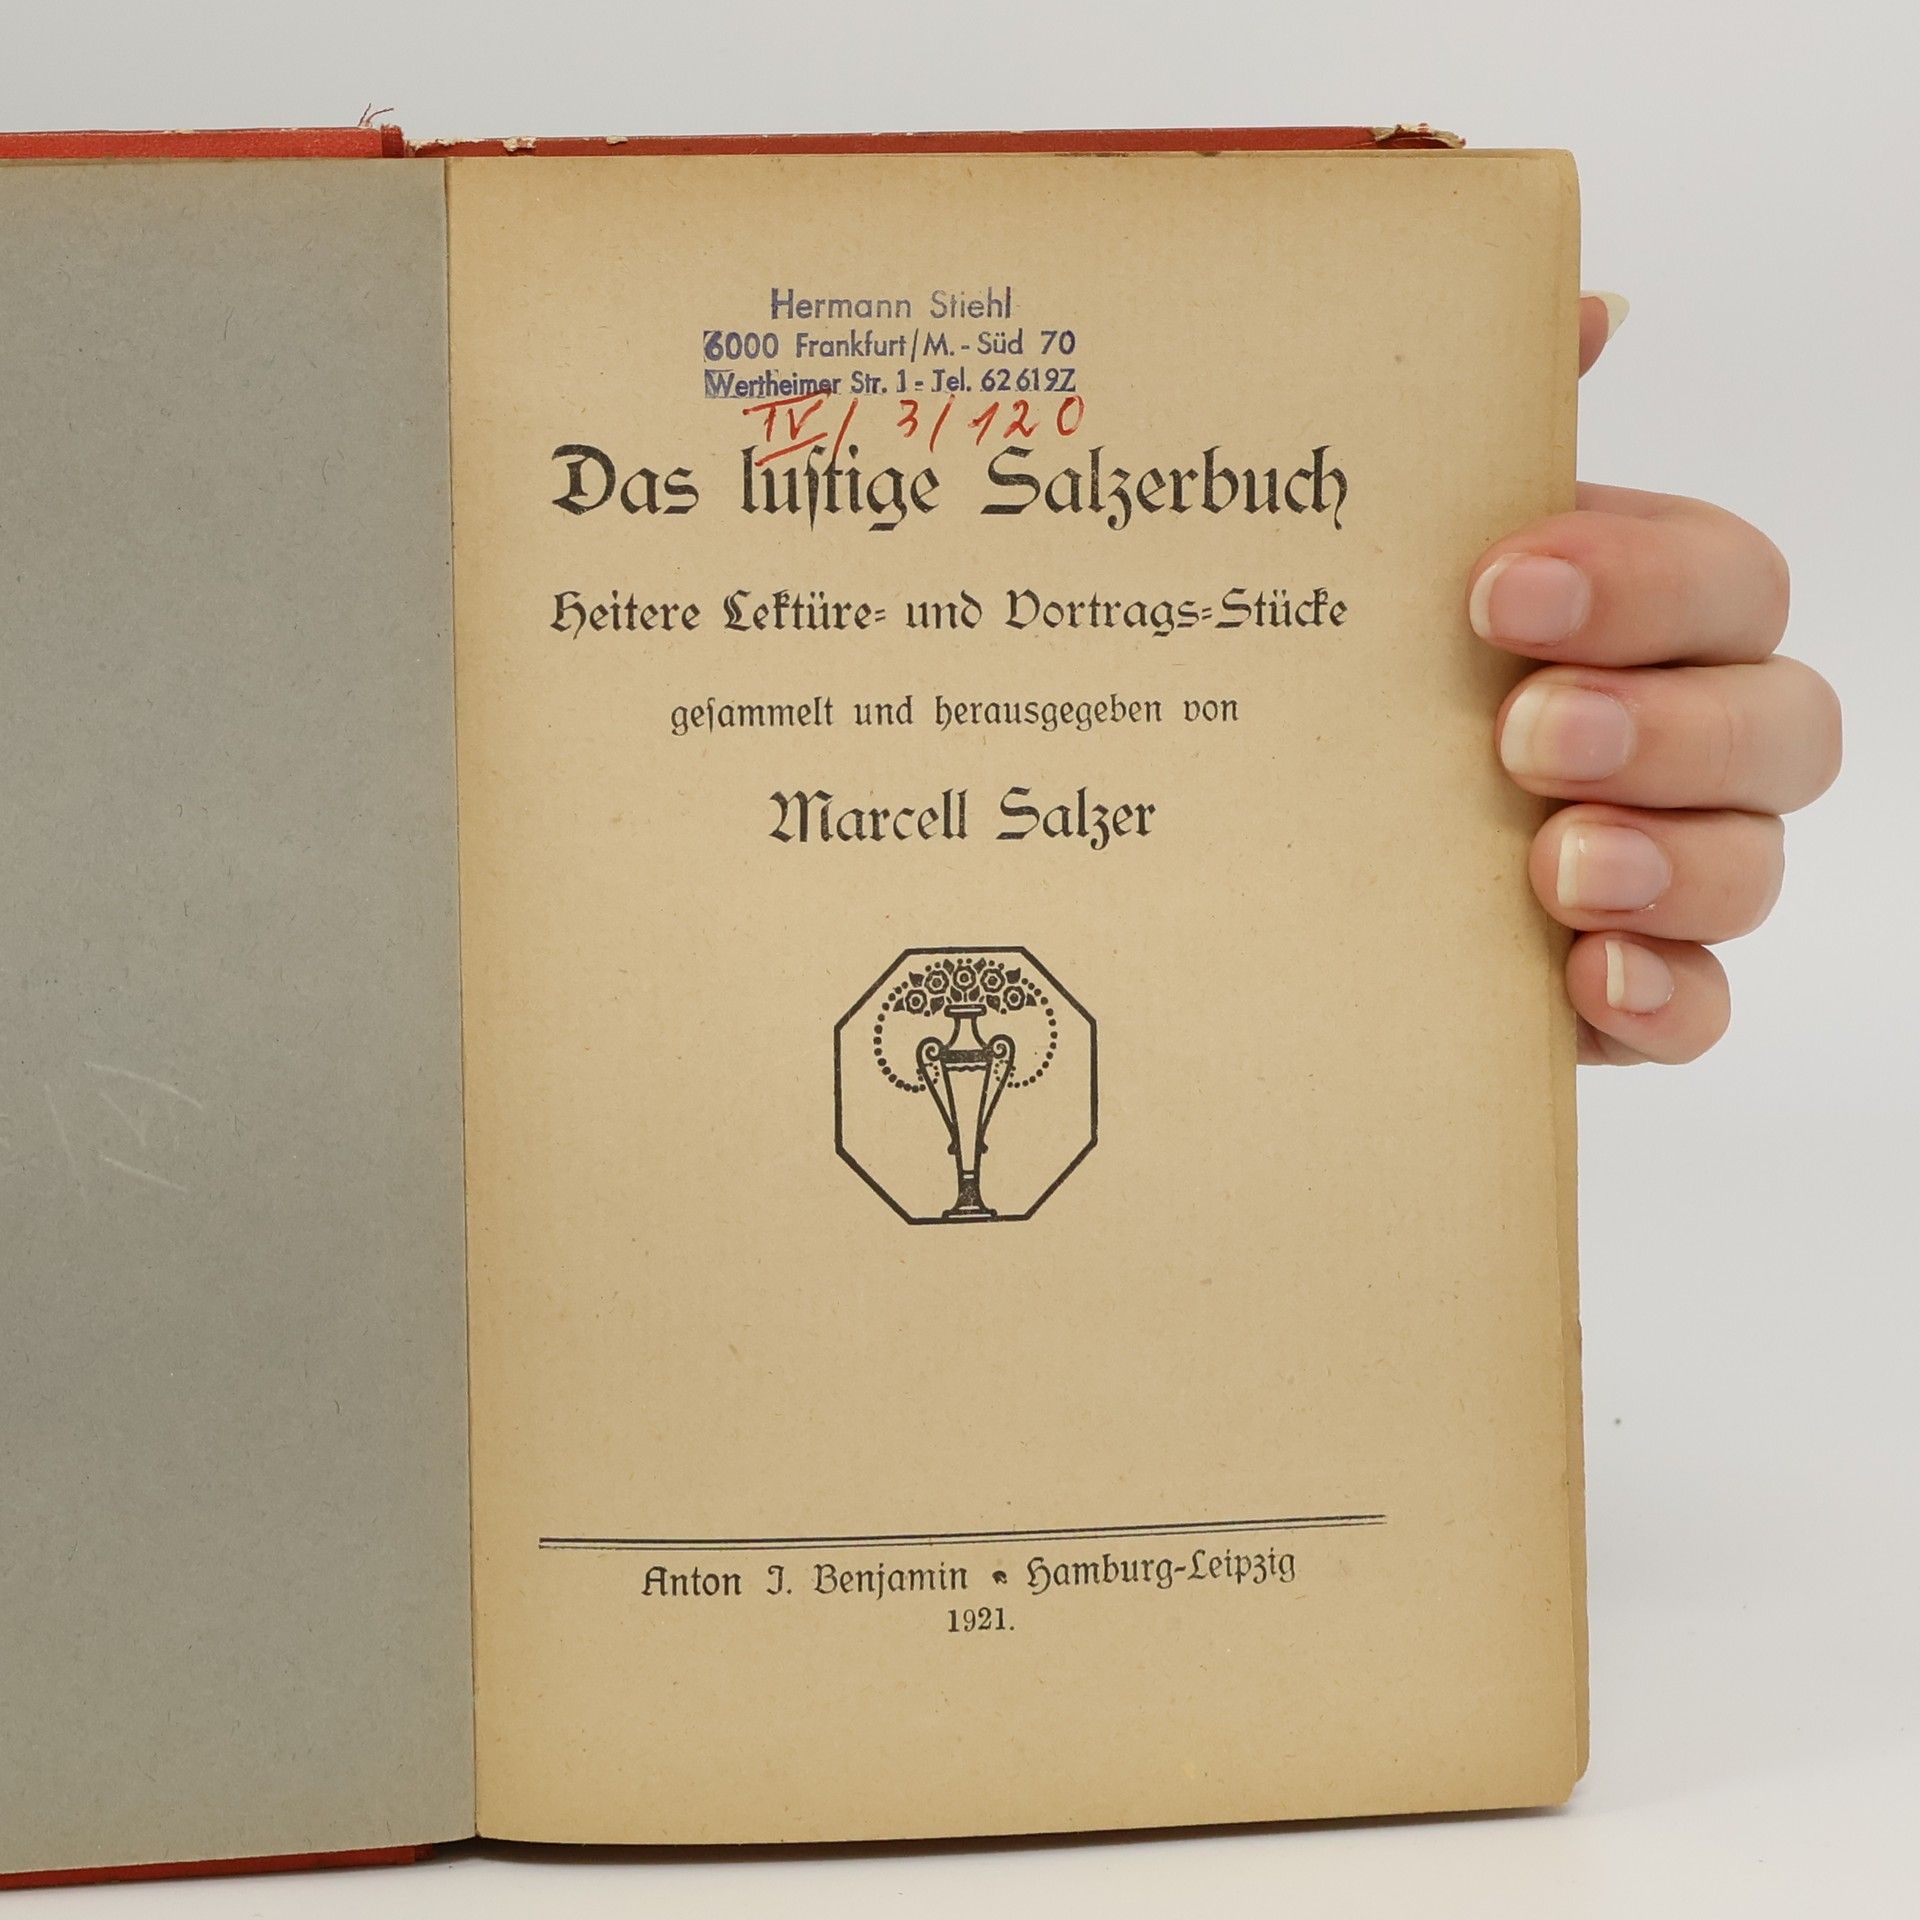 Hermann Stiehl
6000 Frankfurt/M.-Süd 70
Wertheimer Str. 1 - Tel. 626197
IV/ 3/ 120
Das luſtige Salzerbuch
Heitere Lektüre= und Vortrags=Stücke
geſammelt und herausgegeben von
Marcell Salzer
Anton J. Benjamin • Hamburg-Leipzig
1921.